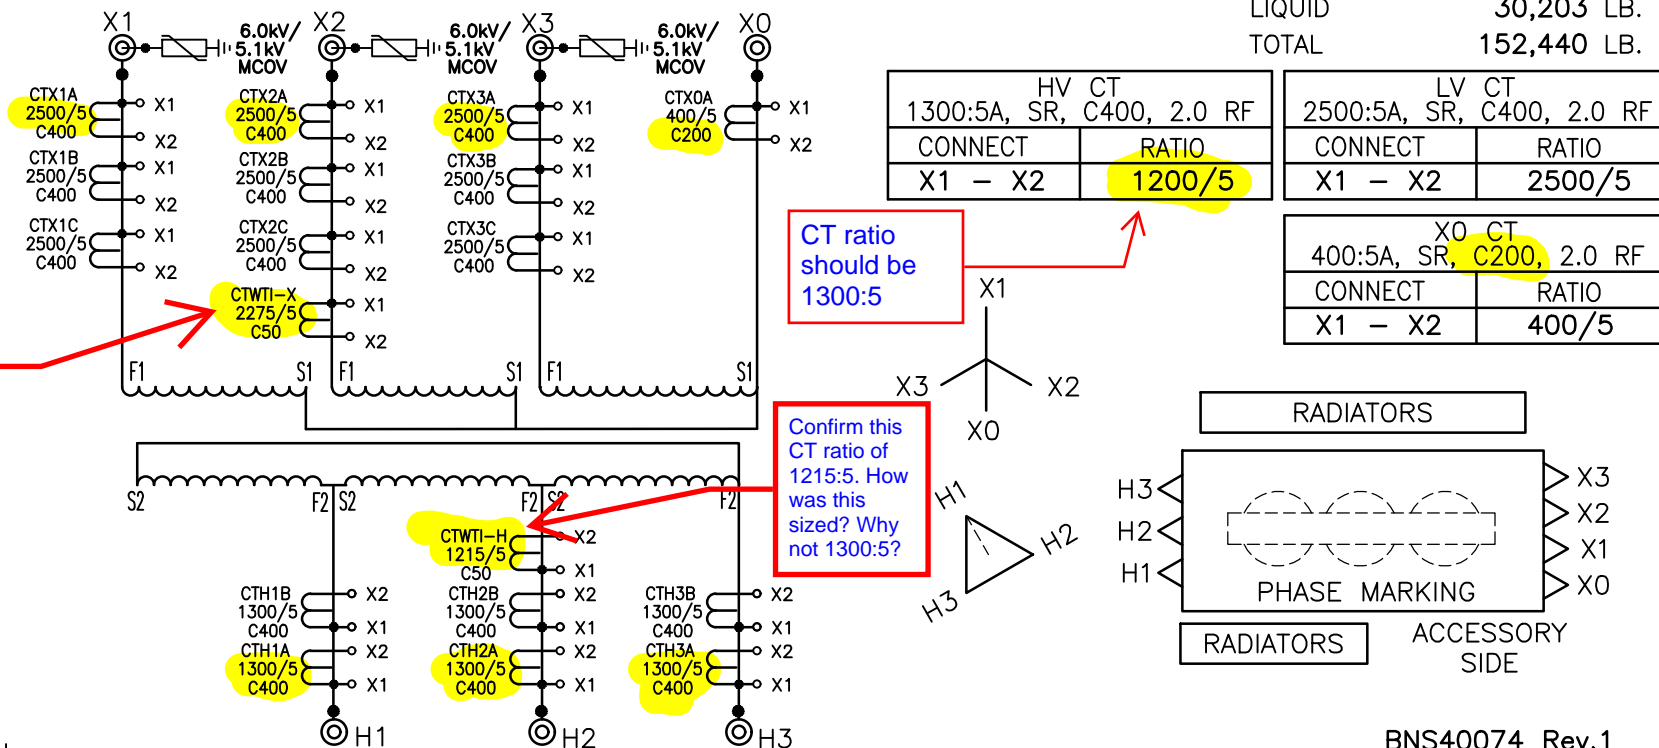 LIQUID 30,203 LB.
TOTAL 152,440 LB.
X1 X2 X3 X0
6.0kV/
5.1kV
MCOV
6.0kV/
5.1kV
MCOV
6.0kV/
5.1kV
MCOV
CTX1A
2500/5
C400
X1
X2
CTX2A
2500/5
C400
X1
X2
CTX3A
2500/5
C400
X1
X2
CTX0A
400/5
C200
X1
X2
CTX1B
2500/5
C400
X1
X2
CTX2B
2500/5
C400
X1
X2
CTX3B
2500/5
C400
X1
X2
CTX1C
2500/5
C400
X1
X2
CTX2C
2500/5
C400
X1
X2
CTX3C
2500/5
C400
X1
X2
CTWTI-X
2275/5
C50
X1
X2
F1 S1 F1 S1 F1 S1
HV CT
1300:5A, SR, C400, 2.0 RF
CONNECT RATIO
X1 - X2 1200/5
LV CT
2500:5A, SR, C400, 2.0 RF
CONNECT RATIO
X1 - X2 2500/5
X0 CT
400:5A, SR, C200, 2.0 RF
CONNECT RATIO
X1 - X2 400/5
CT ratio
should be
1300:5
X1
X3 X2
X0
Confirm this
CT ratio of
1215:5. How
was this
sized? Why
not 1300:5?
S2 F2 S2 F2 S2 F2
CTWTI-H
1215/5
C50
X2
X1
CTH1B
1300/5
C400
X2
X1
CTH2B
1300/5
C400
X2
X1
CTH3B
1300/5
C400
X2
X1
CTH1A
1300/5
C400
X2
X1
CTH2A
1300/5
C400
X2
X1
CTH3A
1300/5
C400
X2
X1
H1 H2 H3
H1
H2
H3
RADIATORS
H3
H2
H1
X3
X2
X1
X0
PHASE MARKING
RADIATORS
ACCESSORY
SIDE
BNS40074 Rev.1